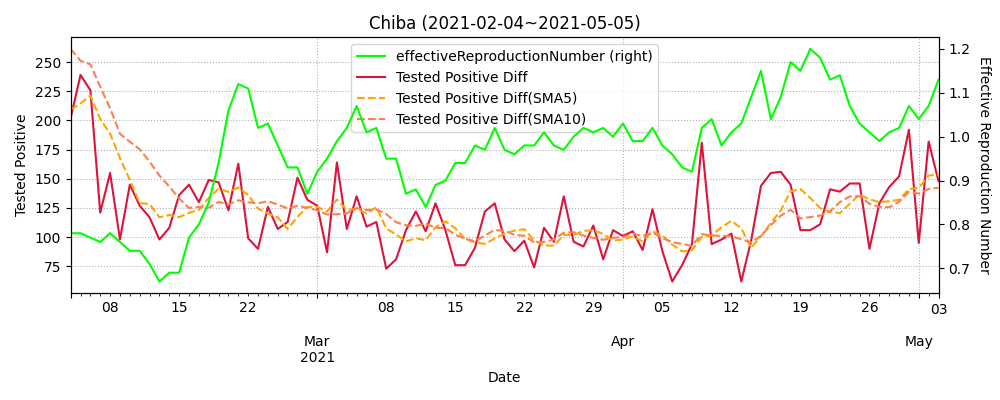 Chiba (2021-02-04~2021-05-05)
effectiveReproductionNumber (right)
Tested Positive Diff
Tested Positive Diff(SMA5)
Tested Positive Diff(SMA10)
Tested Positive
250
225
200
175
150
125
100
75
Effective Reproduction Number
1.2
1.1
1.0
0.9
0.8
0.7
08 15 22 08 15 22 29 05 12 19 26 03
Mar Apr May
2021
Date